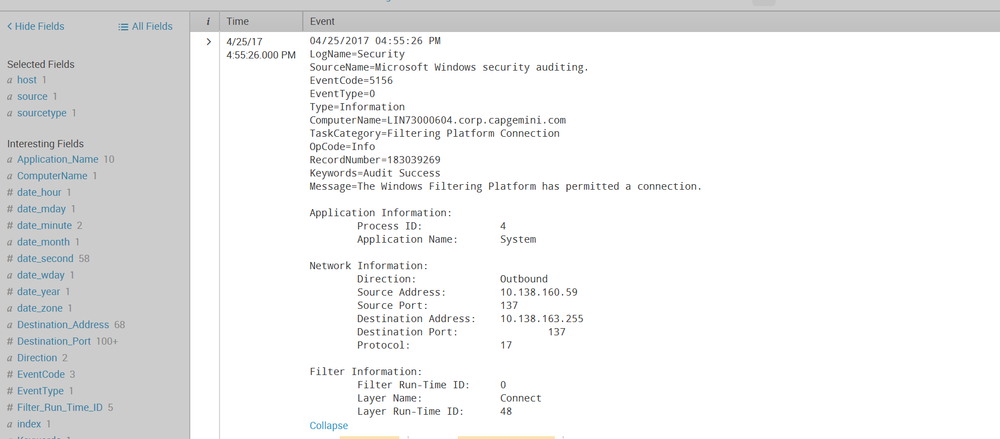 Hide Fields
All Fields
Selected Fields
a host 1
a source 1
a sourcetype 1
Interesting Fields
a Application_Name 10
a ComputerName 1
# date_hour 1
# date_mday 1
# date_minute 2
a date_month 1
# date_second 58
a date_wday 1
# date_year 1
a date_zone 1
a Destination_Address 68
# Destination_Port 100+
a Direction 2
# EventCode 3
# EventType 1
# Filter_Run_Time_ID 5
a index 1
i Time Event
4/25/17
4:55:26.000 PM
04/25/2017 04:55:26 PM
LogName=Security
SourceName=Microsoft Windows security auditing.
EventCode=5156
EventType=0
Type=Information
ComputerName=LIN73000604.corp.capgemini.com
TaskCategory=Filtering Platform Connection
OpCode=Info
RecordNumber=183039269
Keywords=Audit Success
Message=The Windows Filtering Platform has permitted a connection.
Application Information:
Process ID: 4
Application Name: System
Network Information:
Direction: Outbound
Source Address: 10.138.160.59
Source Port: 137
Destination Address: 10.138.163.255
Destination Port: 137
Protocol: 17
Filter Information:
Filter Run-Time ID: 0
Layer Name: Connect
Layer Run-Time ID: 48
Collapse